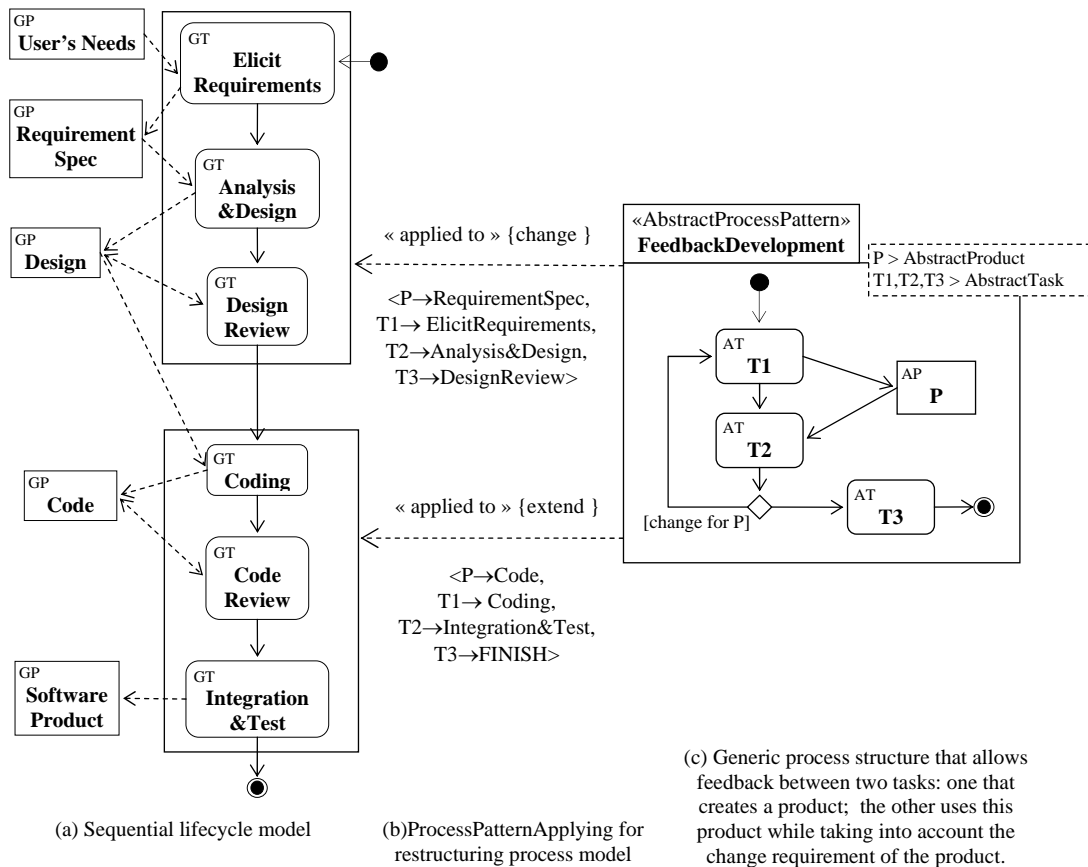 GP
User's Needs
GT
Elicit
Requirements
GP
Requirement
Spec
GT
Analysis
&Design
GP
Design
GT
Design
Review
GT
Coding
GP
Code
GT
Code
Review
GP
Software
Product
GT
Integration
&Test
(a) Sequential lifecycle model
« applied to » {change }
<P→RequirementSpec,
T1→ ElicitRequirements,
T2→Analysis&Design,
T3→DesignReview>
« applied to » {extend }
<P→Code,
T1→ Coding,
T2→Integration&Test,
T3→FINISH>
(b)ProcessPatternApplying for
restructuring process model
«AbstractProcessPattern»
FeedbackDevelopment
P > AbstractProduct
T1,T2,T3 > AbstractTask
AT
T1
AP
P
AT
T2
[change for P]
AT
T3
(c) Generic process structure that allows
feedback between two tasks: one that
creates a product; the other uses this
product while taking into account the
change requirement of the product.